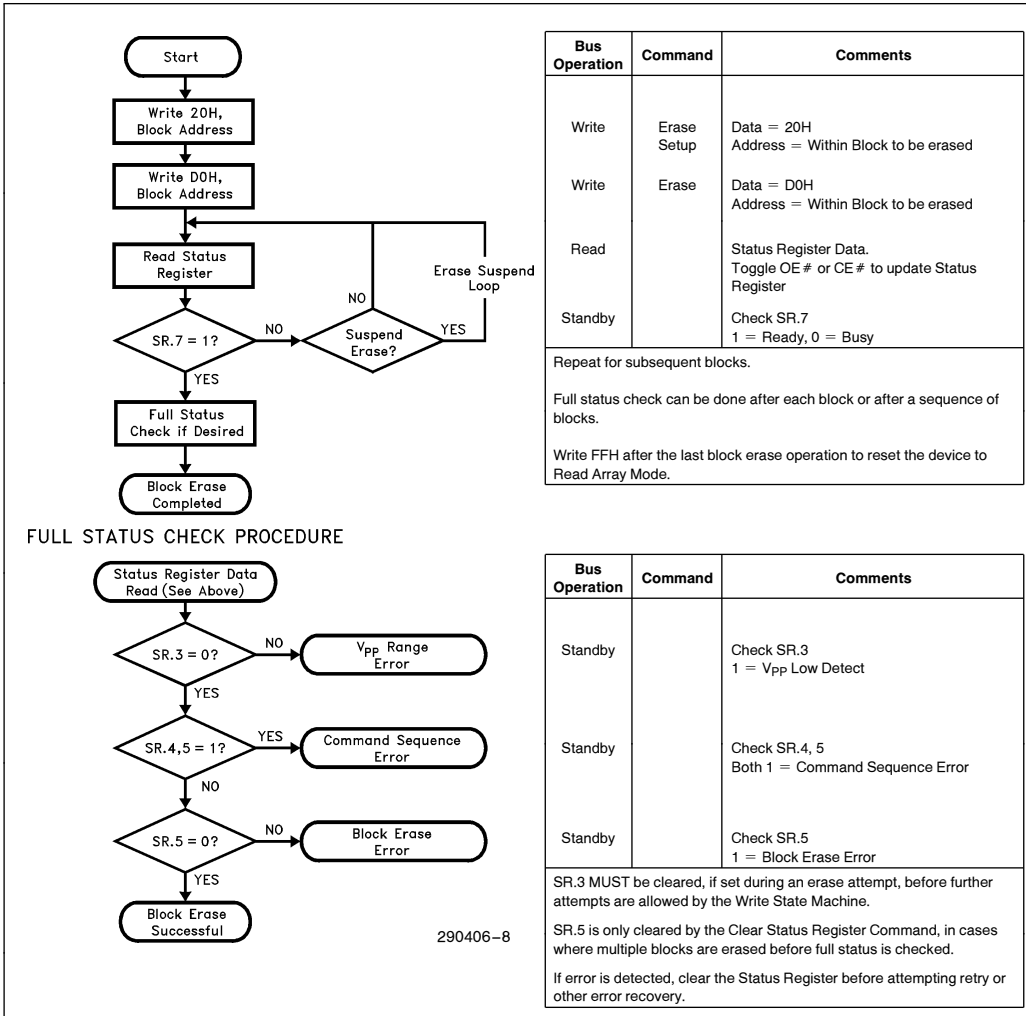 Start
Write 20H,
Block Address
Write D0H,
Block Address
Read Status
Register
SR.7 = 1?
NO
YES
Suspend
Erase?
NO
YES
Erase Suspend
Loop
Full Status
Check if Desired
Block Erase
Completed
Bus
Operation
Command
Comments
Write
Erase
Setup
Data = 20H
Address = Within Block to be erased
Write
Erase
Data = D0H
Address = Within Block to be erased
Read
Status Register Data.
Toggle OE# or CE# to update Status
Register
Standby
Check SR.7
1 = Ready, 0 = Busy
Repeat for subsequent blocks.
Full status check can be done after each block or after a sequence of
blocks.
Write FFH after the last block erase operation to reset the device to
Read Array Mode.
FULL STATUS CHECK PROCEDURE
Status Register Data
Read (See Above)
SR.3 = 0?
NO
VPP Range
Error
YES
SR.4,5 = 1?
YES
Command Sequence
Error
NO
SR.5 = 0?
NO
Block Erase
Error
YES
Block Erase
Successful
290406–8
Bus
Operation
Command
Comments
Standby
Check SR.3
1 = VPP Low Detect
Standby
Check SR.4, 5
Both 1 = Command Sequence Error
Standby
Check SR.5
1 = Block Erase Error
SR.3 MUST be cleared, if set during an erase attempt, before further
attempts are allowed by the Write State Machine.
SR.5 is only cleared by the Clear Status Register Command, in cases
where multiple blocks are erased before full status is checked.
If error is detected, clear the Status Register before attempting retry or
other error recovery.